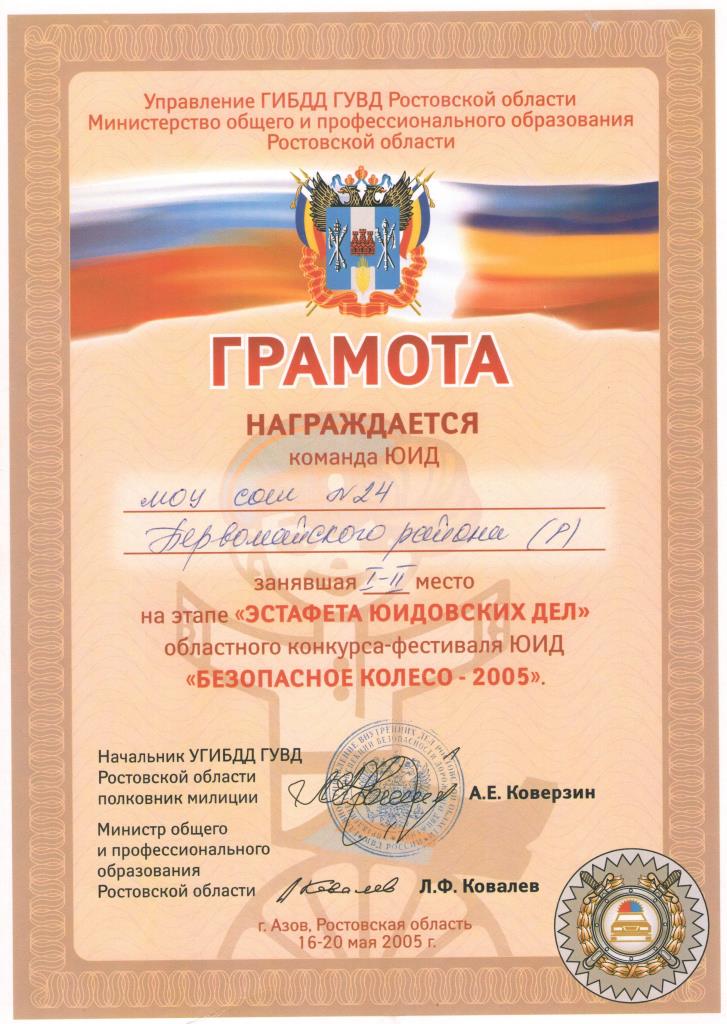 Управление ГИБДД ГУВД Ростовской области
Министерство общего и профессионального образования
Ростовской области
ГРАМОТА
НАГРАЖДАЕТСЯ
команда ЮИД
МОУ СОШ №24
Первомайского района (Р)
занявшая I-II место
на этапе «ЭСТАФЕТА ЮИДОВСКИХ ДЕЛ»
областного конкурса-фестиваля ЮИД
«БЕЗОПАСНОЕ КОЛЕСО - 2005».
Начальник УГИБДД ГУВД
Ростовской области
полковник милиции
А.Е. Коверзин
МВД РОССИИ
Министр общего
и профессионального
образования
Ростовской области
Л.Ф. Ковалев
г. Азов, Ростовская область
16-20 мая 2005 г.